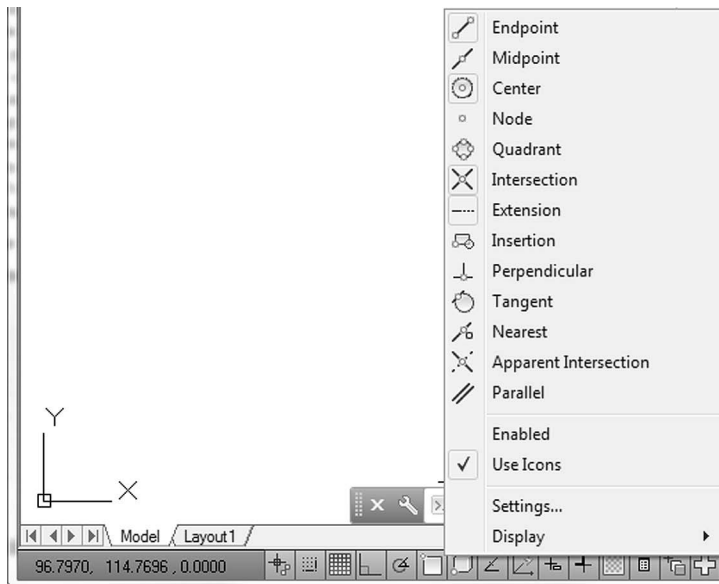 Endpoint
Midpoint
Center
Node
Quadrant
Intersection
Extension
Insertion
Perpendicular
Tangent
Nearest
Apparent Intersection
Parallel
Enabled
Use Icons
Settings...
Display
Y
X
Model Layout1
96.7970, 114.7696 , 0.0000